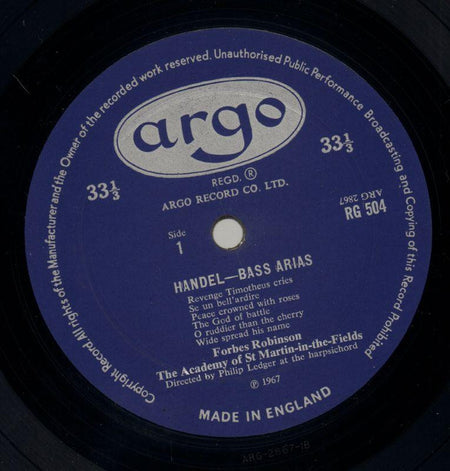 Copyright Record All rights of the Manufacturer and the Owner of the recorded work reserved. Unauthorised Public Performance Broadcasting and Copying of this Record Prohibited
argo
REGD. ®
ARGO RECORD CO. LTD.
33⅓
33⅓
ARG 2867
RG 504
Side
1
HANDEL—BASS ARIAS
Revenge Timotheus cries
Se un bell'ardire
Peace crowned with roses
The God of battle
O ruddier than the cherry
Wide spread his name
Forbes Robinson
The Academy of St Martin-in-the-Fields
Directed by Philip Ledger at the harpsichord
℗ 1967
MADE IN ENGLAND
ARG-2867-1B